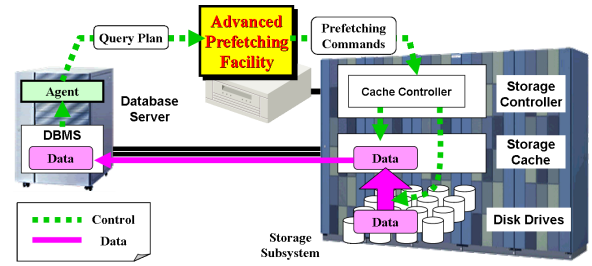 Query Plan
Advanced
Prefetching
Facility
Prefetching
Commands
Agent
Database
Server
DBMS
Data
Cache Controller
Storage
Controller
Data
Storage
Cache
Data
Disk Drives
Control
Data
Storage
Subsystem